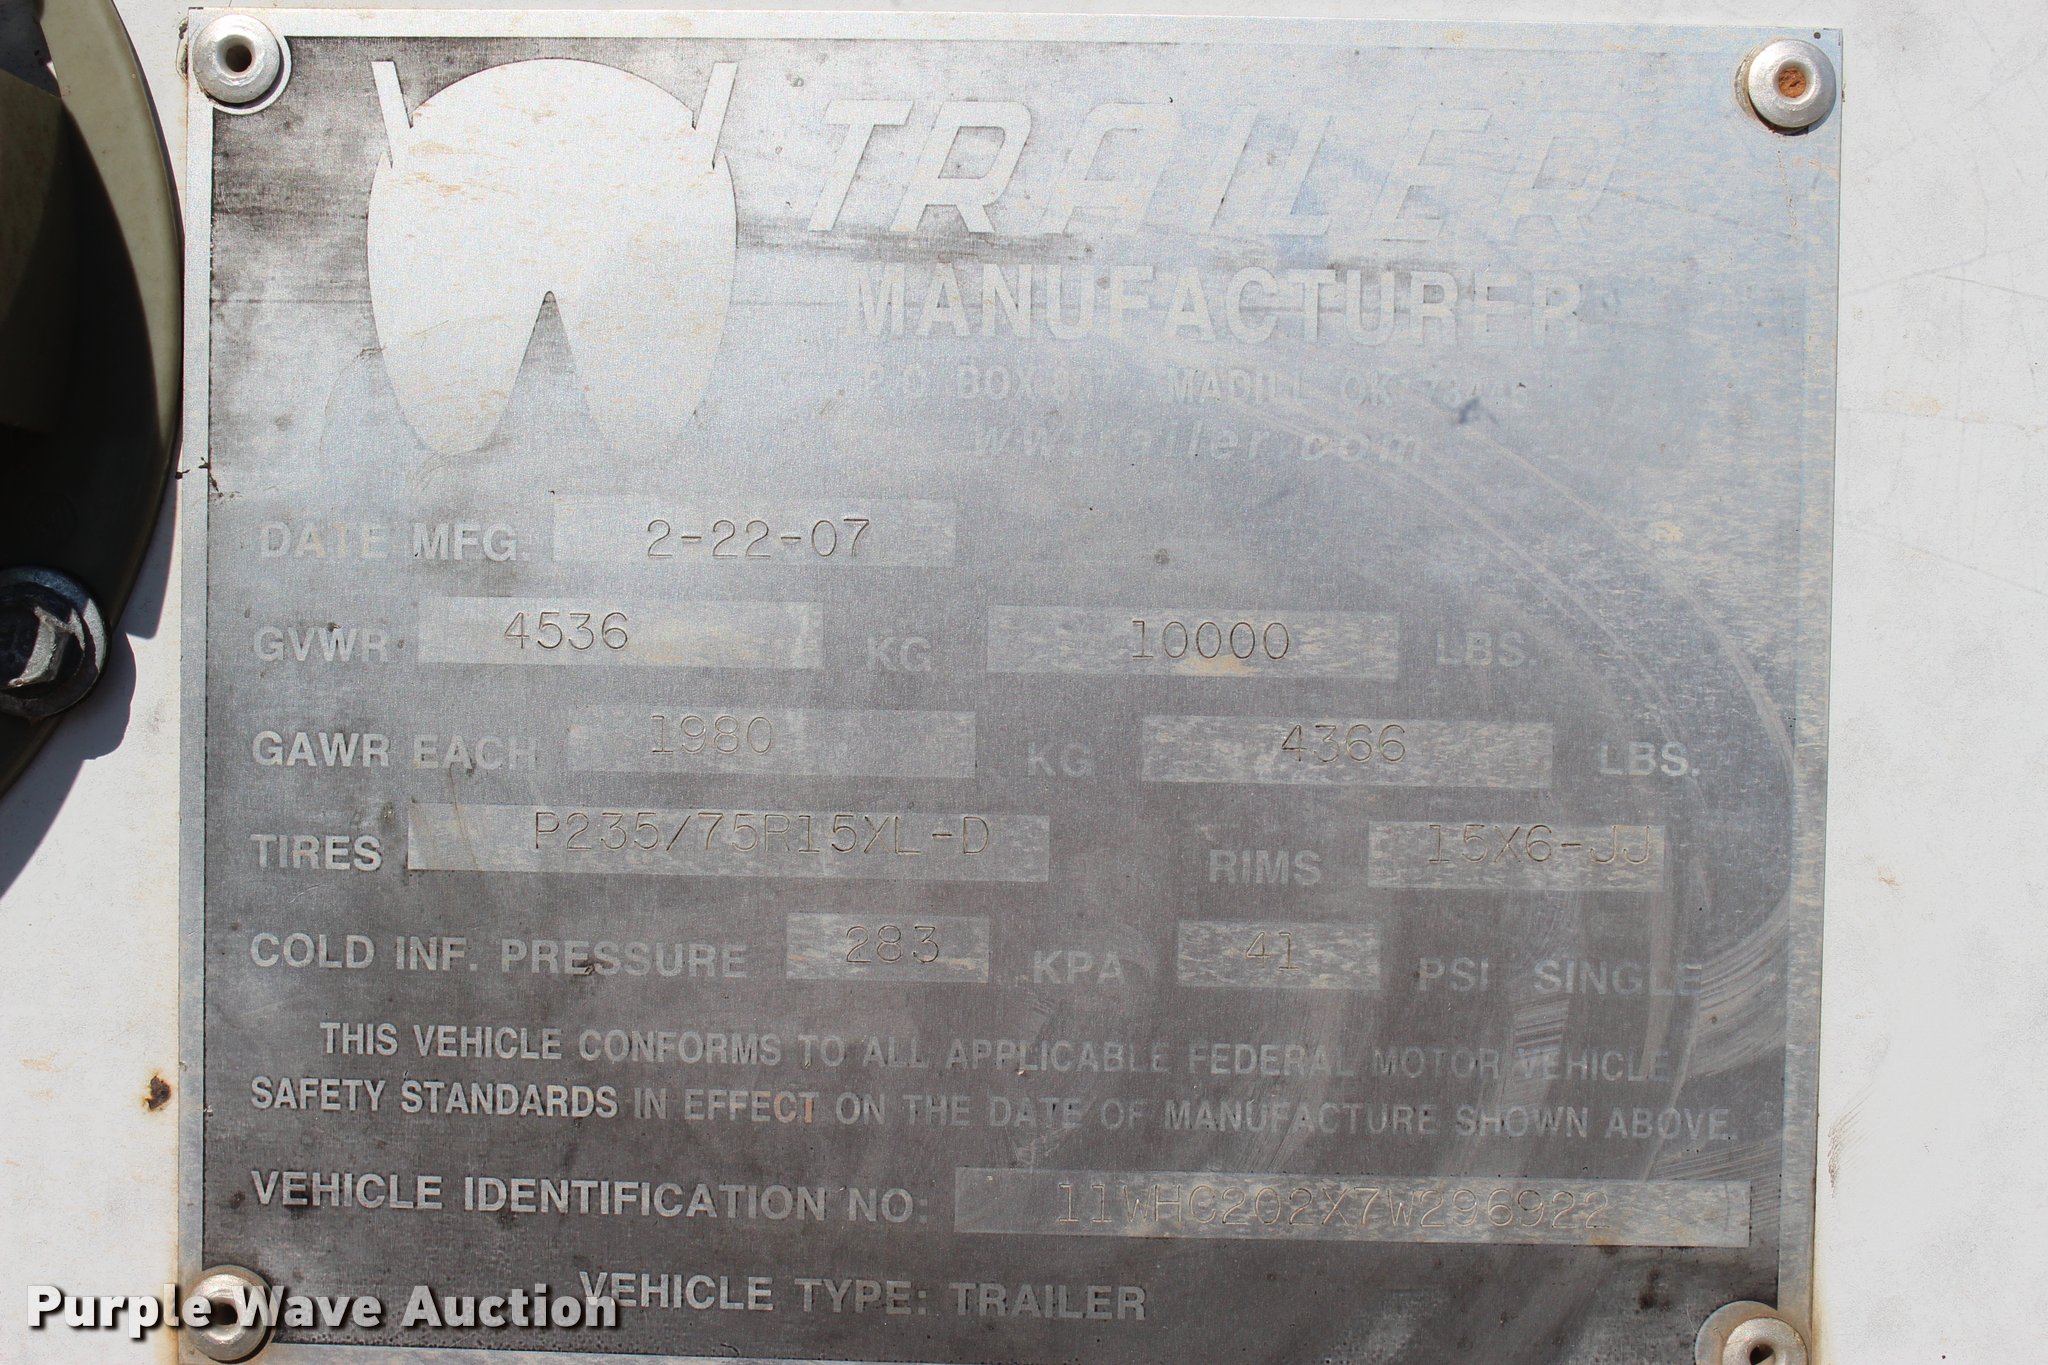 W TRAILER
MANUFACTURER
P.O. BOX MADILL OK
DATE MFG. 2-22-07
GVWR 4536 KG 10000 LBS.
GAWR EACH 1980 KG 4366 LBS.
TIRES P235/75R15XL-D RIMS 15X6-JJ
COLD INF. PRESSURE 283 KPA 41 PSI SINGLE
THIS VEHICLE CONFORMS TO ALL APPLICABLE FEDERAL MOTOR VEHICLE
SAFETY STANDARDS IN EFFECT ON THE DATE OF MANUFACTURE SHOWN ABOVE.
VEHICLE IDENTIFICATION NO: 11WHC202X7W296922
VEHICLE TYPE: TRAILER
Purple Wave Auction